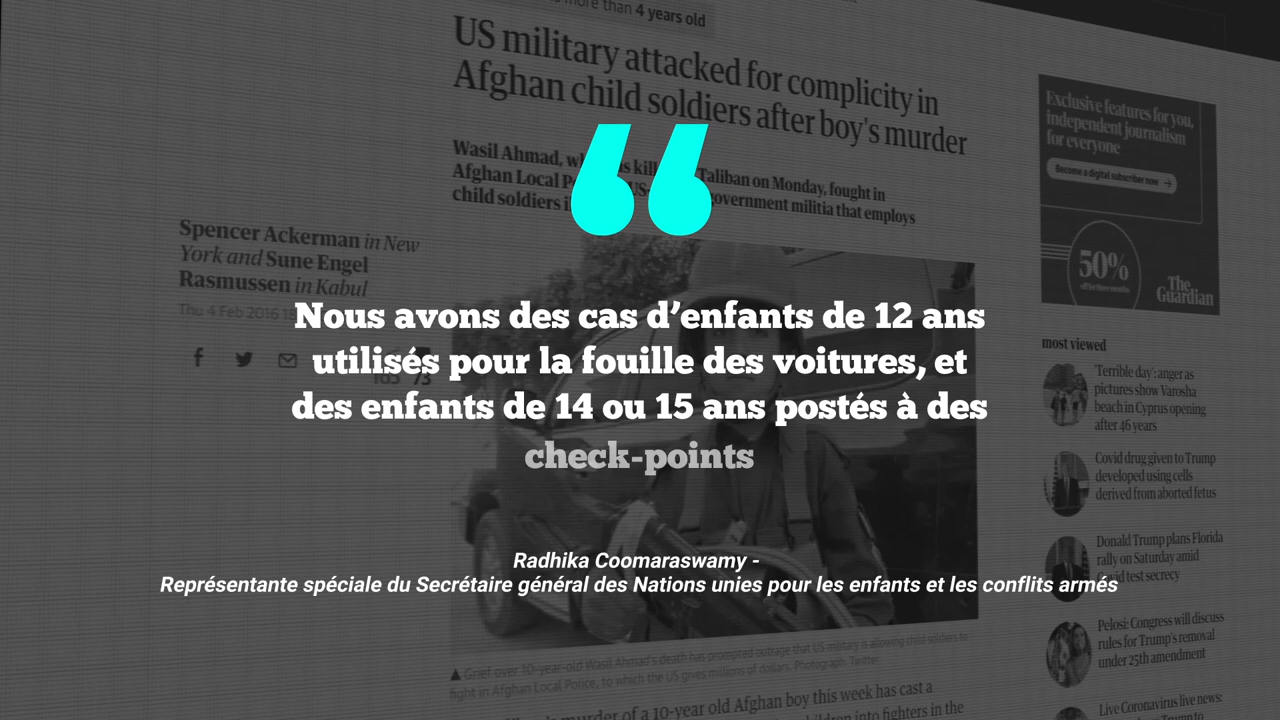 more than 4 years old
US military attacked for complicity in
Afghan child soldiers after boy's murder
Wasil Ahmad, Taliban on Monday, fought in
Afghan Local government militia that employs
child soldiers
Spencer Ackerman in New
York and Sune Engel
Rasmussen in Kabul
Thu 4 Feb 2016
“
Nous avons des cas d’enfants de 12 ans
utilisés pour la fouille des voitures, et
des enfants de 14 ou 15 ans postés à des
check-points
Radhika Coomaraswamy -
Représentante spéciale du Secrétaire général des Nations unies pour les enfants et les conflits armés
▲ Grief over 10-year-old Wasil Ahmad's death has prompted outrage that US military is allowing child soldiers to
fight in Afghan Local Police, to which the US gives millions of dollars. Photograph: Twitter
murder of a 10-year old Afghan boy this week has cast a
children into fighters in the
Exclusive features for you,
independent journalism
for everyone
Become a digital subscriber now →
50%
The
Guardian
most viewed
'Terrible day': anger as
pictures show Varosha
beach in Cyprus opening
after 46 years
Covid drug given to Trump
developed using cells
derived from aborted fetus
Donald Trump plans Florida
rally on Saturday amid
covid test secrecy
Pelosi: Congress will discuss
rules for Trump's removal
under 25th amendment
Live Coronavirus live news: